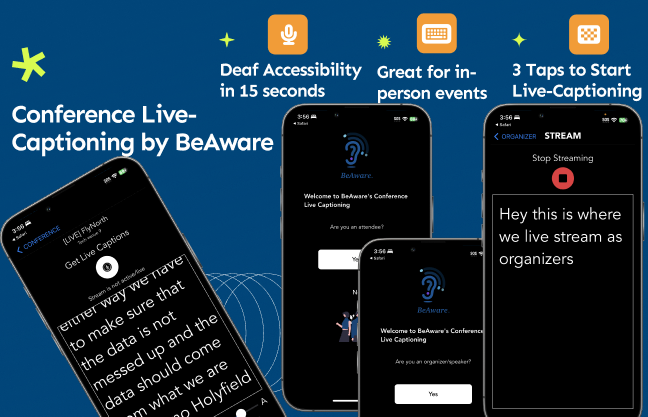 Deaf Accessibility
in 15 seconds
Great for in-
person events
3 Taps to Start
Live-Captioning
Conference Live-
Captioning by BeAware
3:56
Safari
CONFERENCE
[LIVE] FlyNorth
Get Live Captions
Stream is not active/live
either way we have
to make sure that
the data is not
messed up and the
data should come
what we are
Holyfield
A
3:56
SOS
Safari
BeAware
Welcome to BeAware's Conference
Live Captioning
Are you an attendee?
3:56
SOS
Safari
BeAware
Welcome to BeAware's Conference
Live Captioning
Are you an organizer/speaker?
Yes
3:56
SOS
Safari
ORGANIZER
STREAM
Stop Streaming
Hey this is where
we live stream as
organizers